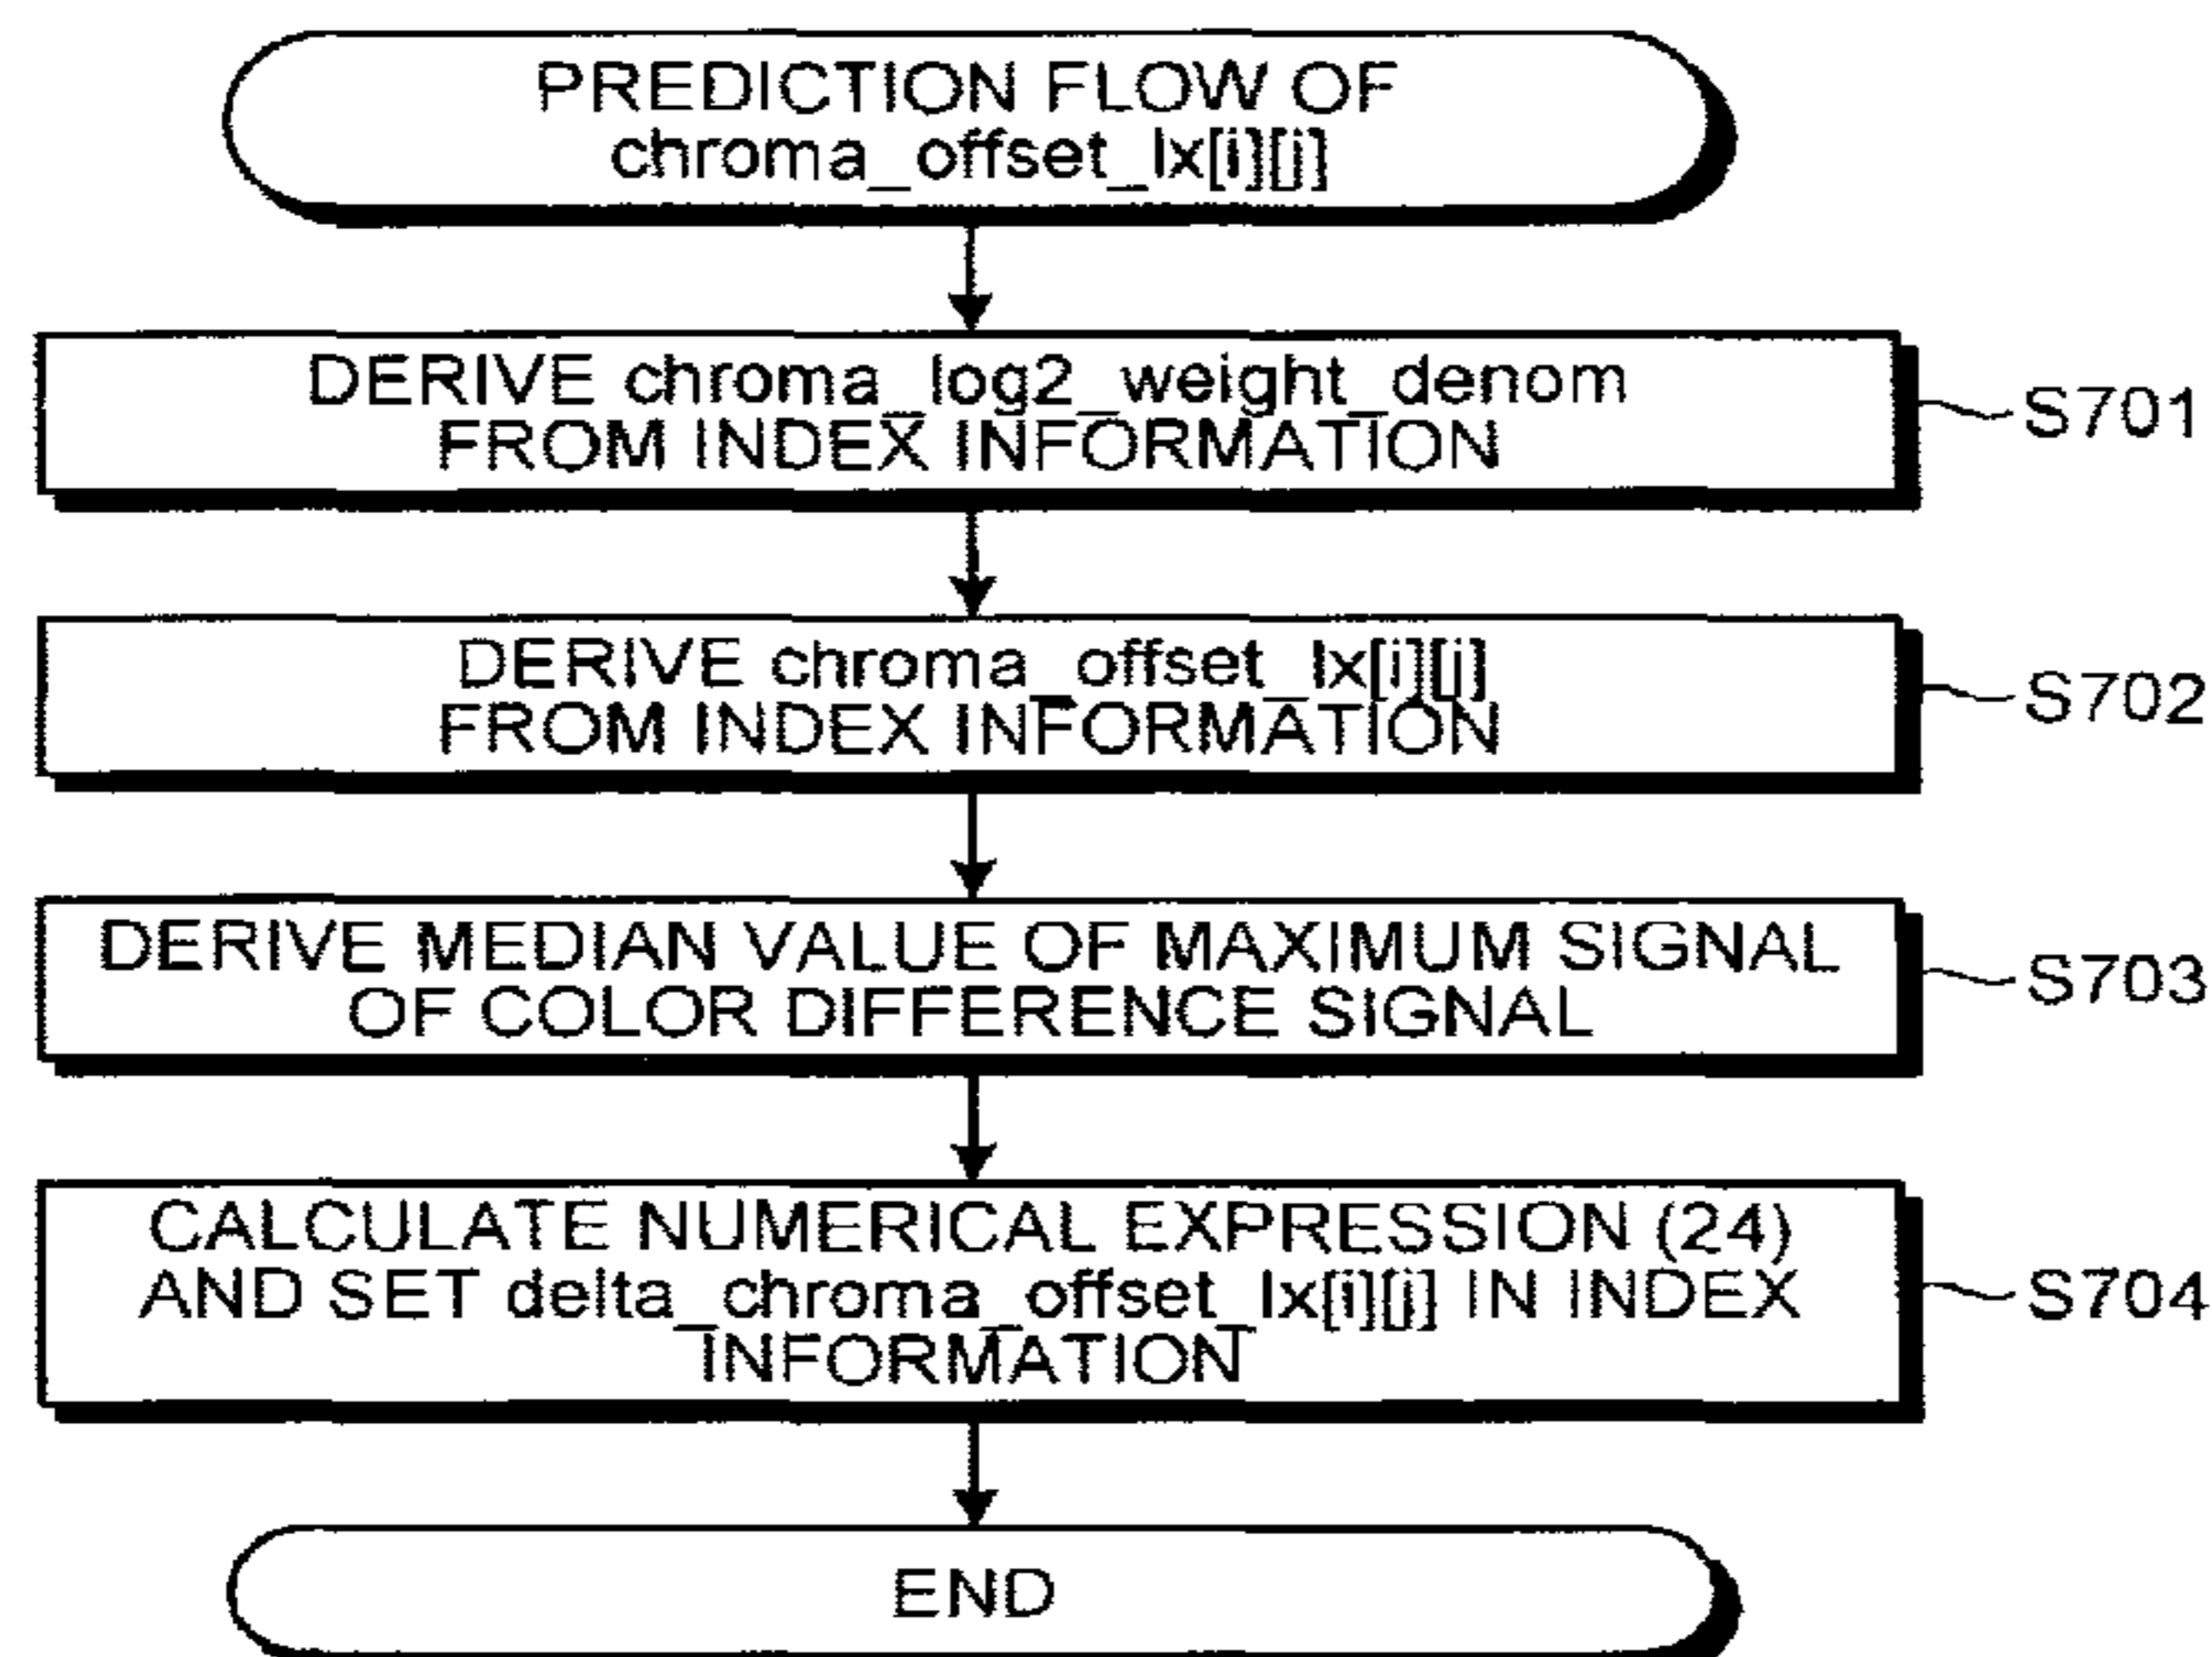 PREDICTION FLOW OF
chroma_offset_lx[i][j]
DERIVE chroma_log2_weight_denom
FROM INDEX INFORMATION
S701
DERIVE chroma_offset_lx[i][j]
FROM INDEX INFORMATION
S702
DERIVE MEDIAN VALUE OF MAXIMUM SIGNAL
OF COLOR DIFFERENCE SIGNAL
S703
CALCULATE NUMERICAL EXPRESSION (24)
AND SET delta_chroma_offset_lx[i][j] IN INDEX
INFORMATION
S704
END